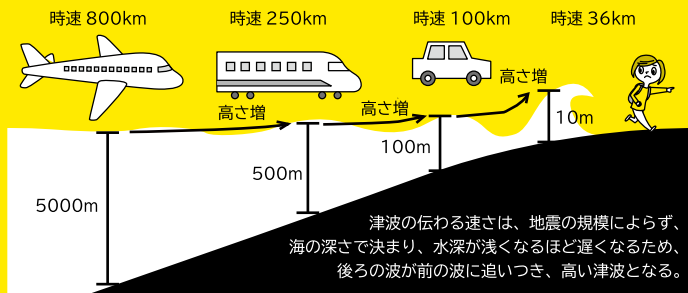 時速 800km
時速 250km
時速 100km
時速 36km
高さ増
高さ増
高さ増
5000m
500m
100m
10m
津波の伝わる速さは、地震の規模によらず、
海の深さで決まり、水深が浅くなるほど遅くなるため、
後ろの波が前の波に追いつき、高い津波となる。